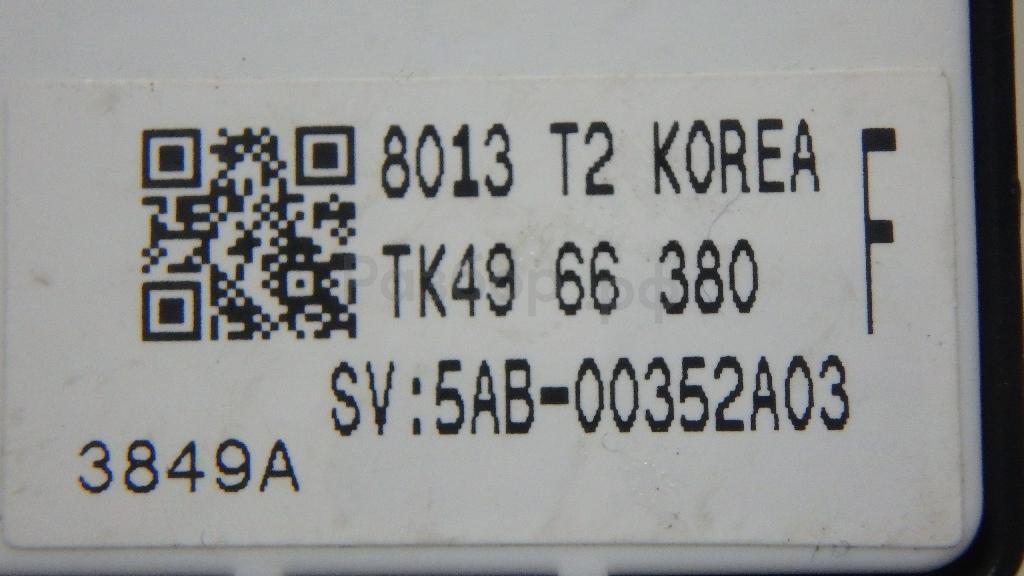 8013 T2 KOREA
F
TK49 66 380
SV:5AB-00352A03
3849A